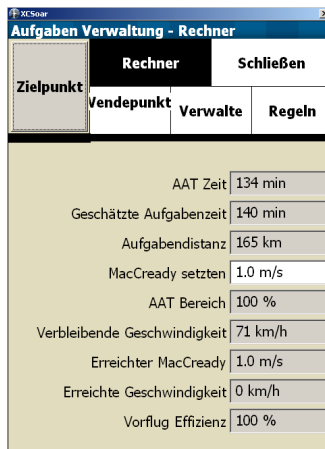 XCSoar
Aufgaben Verwaltung - Rechner
Zielpunkt
Rechner
Schließen
Vendepunkt
Verwalte
Regeln
AAT Zeit 134 min
Geschätzte Aufgabenzeit 140 min
Aufgabendistanz 165 km
MacCready setzten 1.0 m/s
AAT Bereich 100 %
Verbleibende Geschwindigkeit 71 km/h
Erreichter MacCready 1.0 m/s
Erreichte Geschwindigkeit 0 km/h
Vorflug Effizienz 100 %